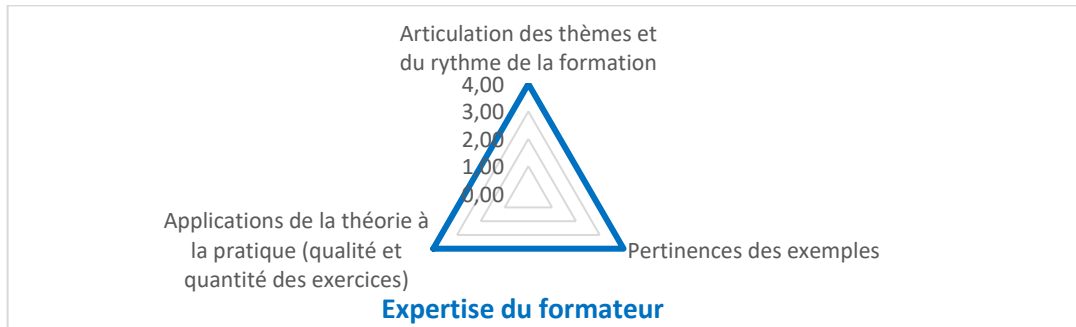 Articulation des thèmes et
du rythme de la formation
4,00
3,00
2,00
1,00
0,00
Applications de la théorie à
la pratique (qualité et
quantité des exercices)
Pertinences des exemples
Expertise du formateur